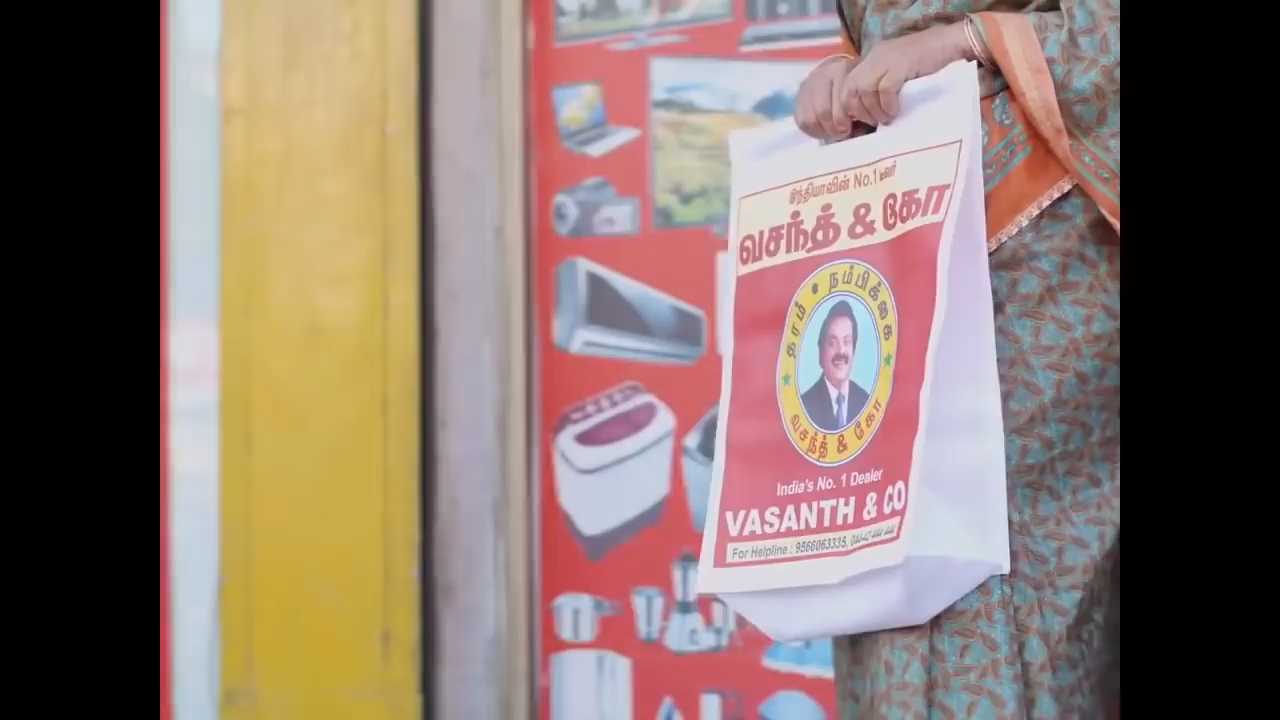 இந்தியாவின் No.1 டீலர்
வசந்த் & கோ
தரம் • நம்பிக்கை
வசந்த் & கோ
India's No. 1 Dealer
VASANTH & CO
For Helpline : 9566063335,